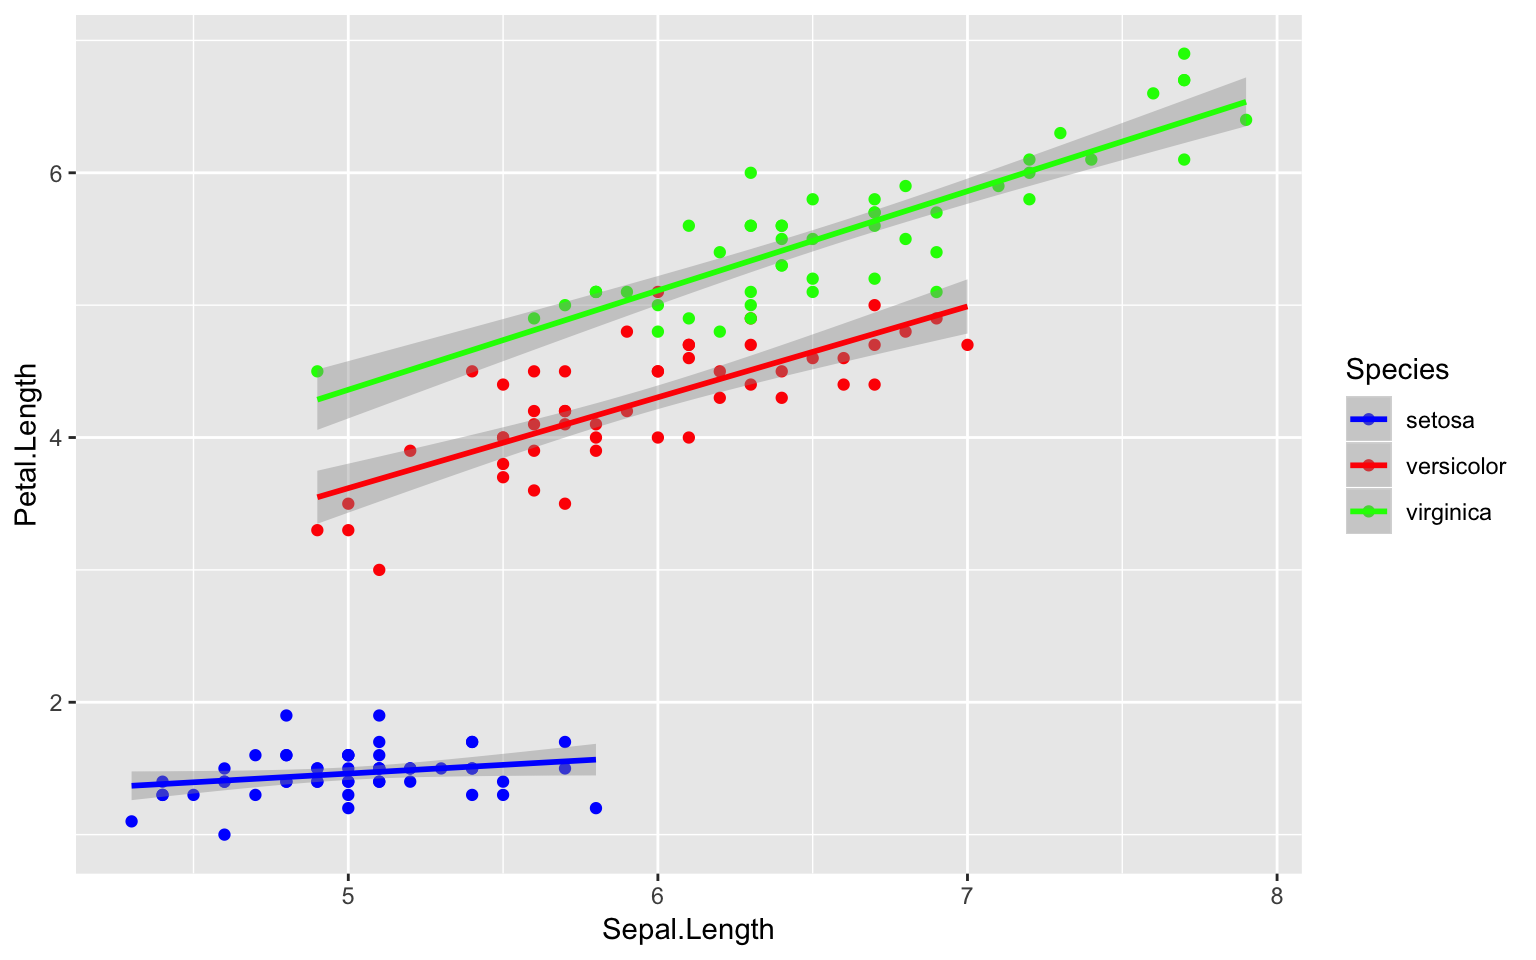 6
4
2
Petal.Length
5 6 7 8
Sepal.Length
Species
setosa
versicolor
virginica